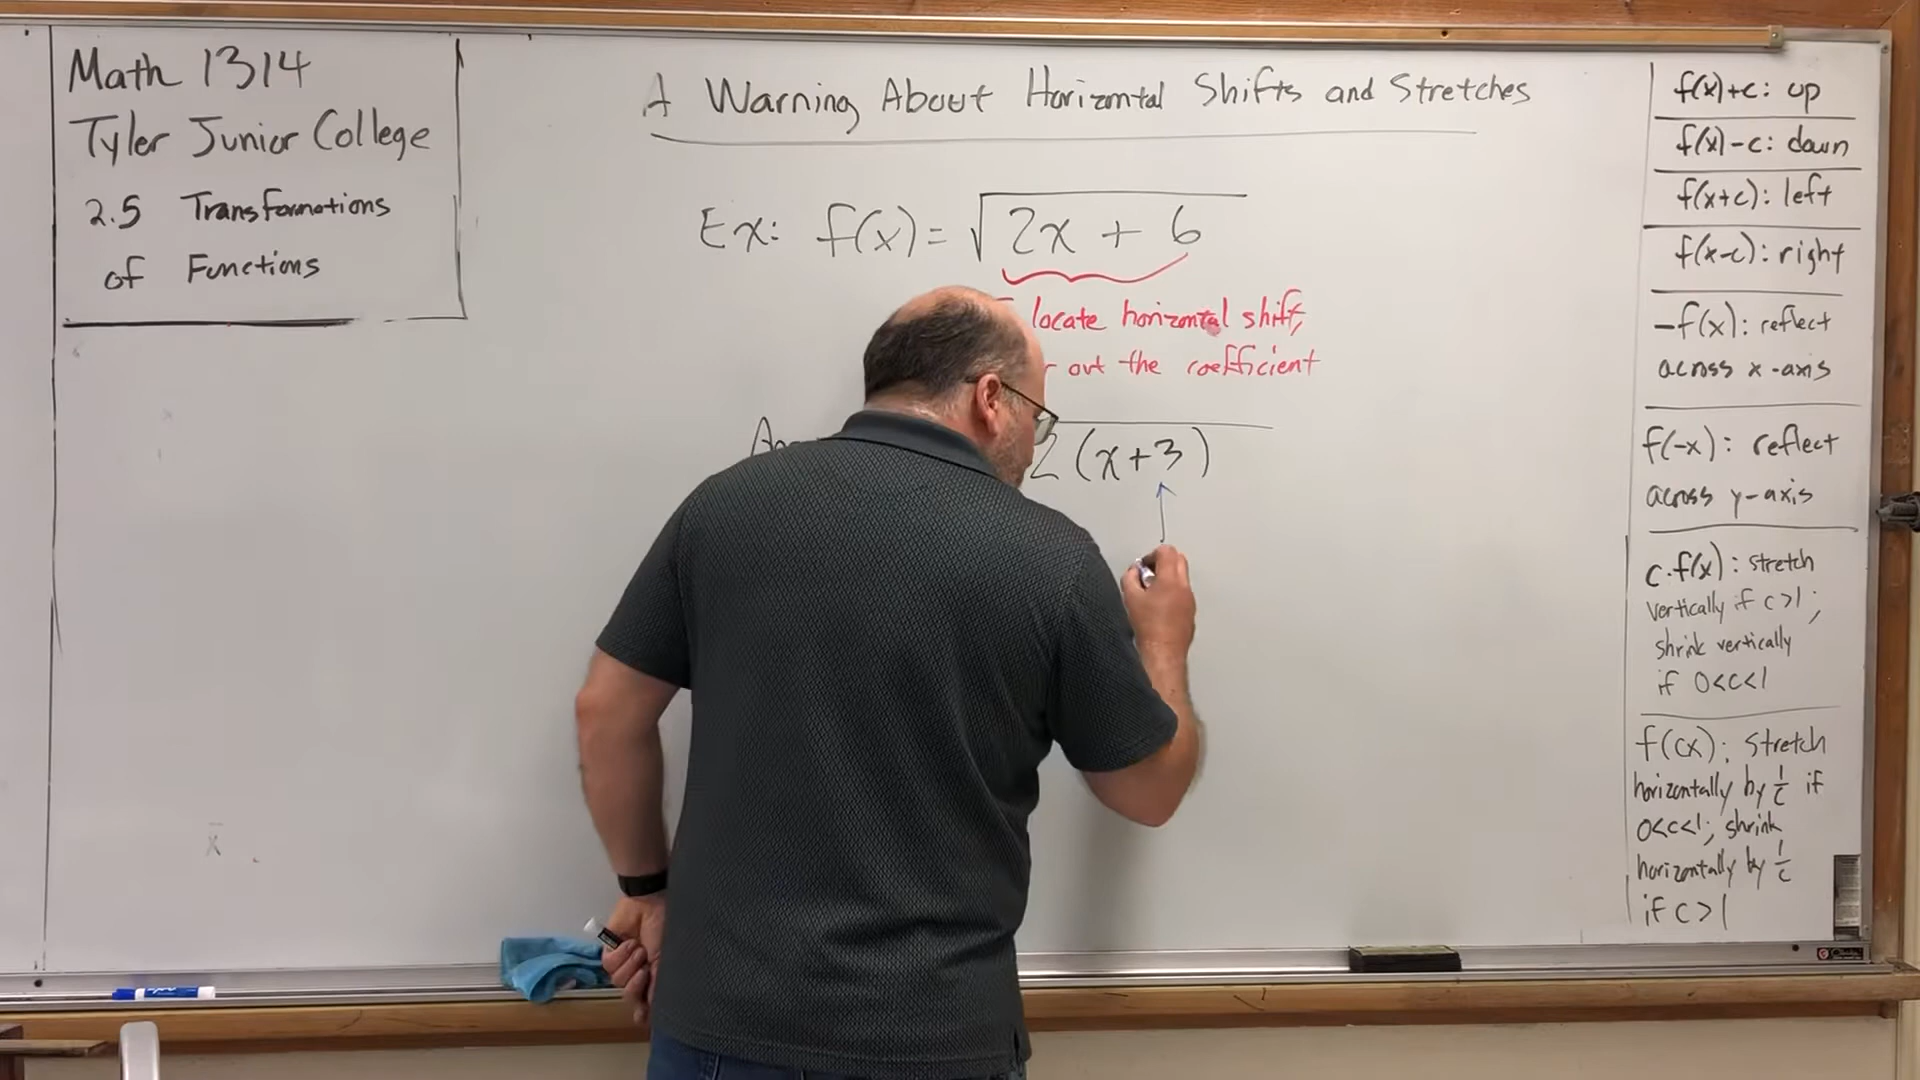 Math 1314
Tyler Junior College
2.5 Transformations
of Functions
A Warning About Horizontal Shifts and Stretches
Ex: f(x) = √2x + 6
locate horizontal shift,
out the coefficient
2(x+3)
f(x)+c: up
f(x)-c: down
f(x+c): left
f(x-c): right
-f(x): reflect
across x-axis
f(-x): reflect
across y-axis
c·f(x): stretch
vertically if c>1;
shrink vertically
if 0<c<1
f(cx): stretch
horizontally by 1/c if
0<c<1; shrink
horizontally by 1/c
if c>1